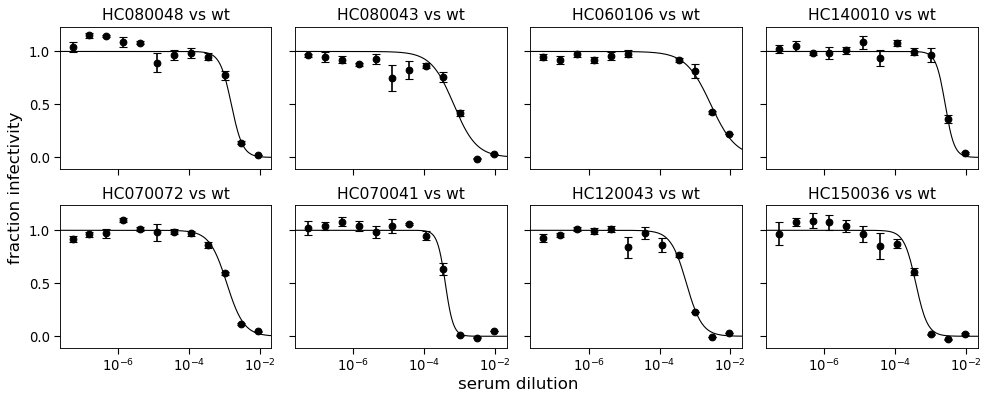 HC080048 vs wt HC080043 vs wt HC060106 vs wt HC140010 vs wt
1.0
0.5
0.0
HC070072 vs wt HC070041 vs wt HC120043 vs wt HC150036 vs wt
1.0
0.5
0.0
10⁻⁶ 10⁻⁴ 10⁻² 10⁻⁶ 10⁻⁴ 10⁻² 10⁻⁶ 10⁻⁴ 10⁻² 10⁻⁶ 10⁻⁴ 10⁻²
serum dilution
fraction infectivity